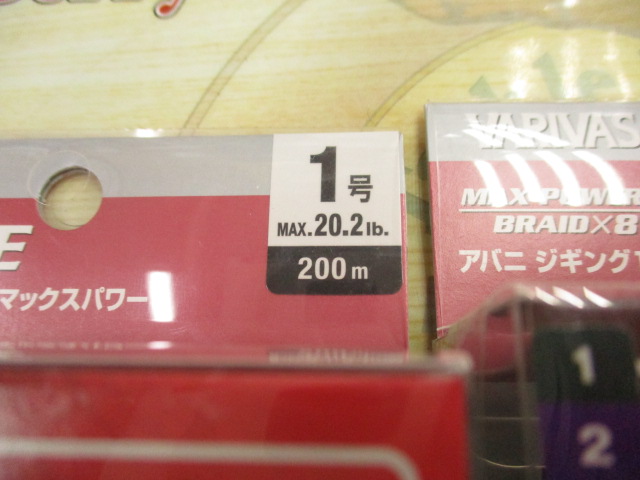 1号
MAX.20.2lb.
200m
E
マックスパワー
VARIVAS
MAX POWER
BRAID×8
アバニ ジギング
1
2